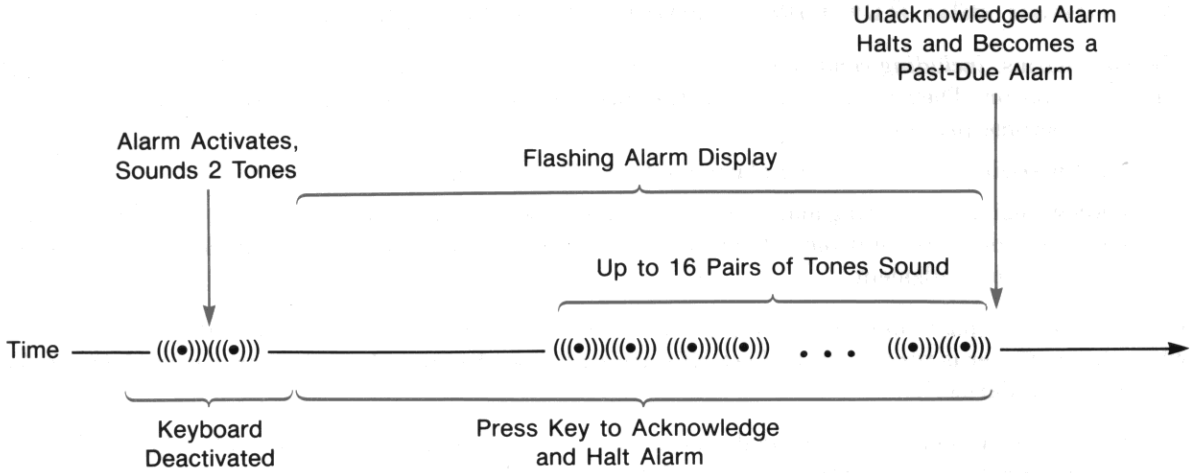 Unacknowledged Alarm
Halts and Becomes a
Past-Due Alarm
Alarm Activates,
Sounds 2 Tones
Flashing Alarm Display
Up to 16 Pairs of Tones Sound
Time
(((•)))(((•)))
(((•)))(((•))) (((•)))(((•))) • • • (((•)))(((•)))
Keyboard
Deactivated
Press Key to Acknowledge
and Halt Alarm